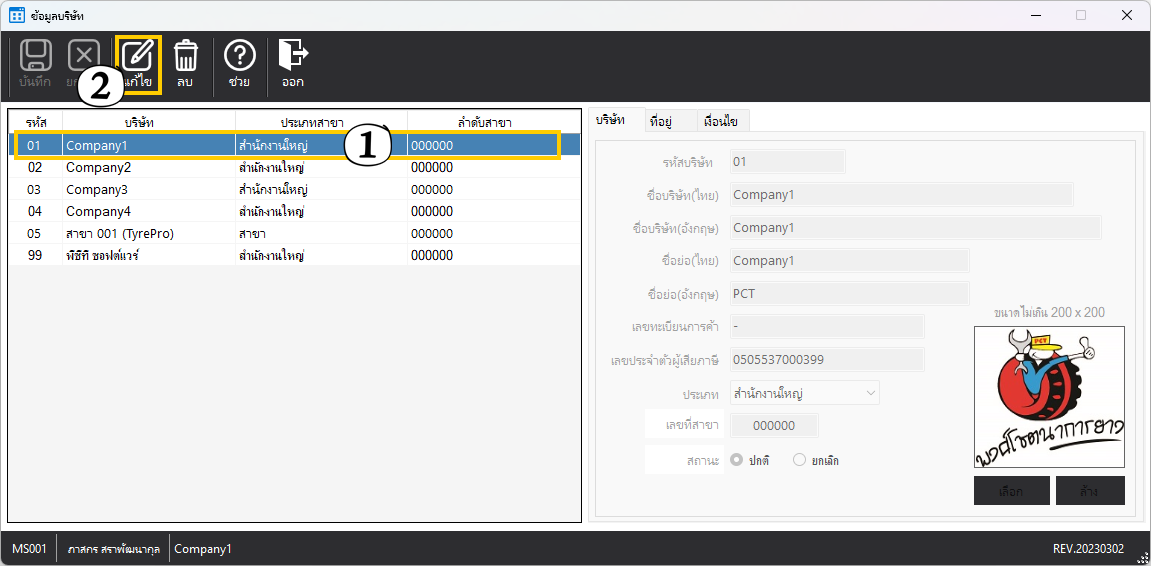 ข้อมูลบริษัท
บันทึก แก้ไข ลบ ช่วย ออก
2
รหัส บริษัท ประเภทสาขา ลำดับสาขา
1
01 Company1 สำนักงานใหญ่ 000000
02 Company2 สำนักงานใหญ่ 000000
03 Company3 สำนักงานใหญ่ 000000
04 Company4 สำนักงานใหญ่ 000000
05 สาขา 001 (TyrePro) สาขา 000000
99 พีซีที ซอฟต์แวร์ สำนักงานใหญ่ 000000
บริษัท ที่อยู่ เงื่อนไข
รหัสบริษัท 01
ชื่อบริษัท(ไทย) Company1
ชื่อบริษัท(อังกฤษ) Company1
ชื่อย่อ(ไทย) Company1
ชื่อย่อ(อังกฤษ) PCT
เลขทะเบียนการค้า -
เลขประจำตัวผู้เสียภาษี 0505537000399
ประเภท สำนักงานใหญ่
เลขที่สาขา 000000
สถานะ ปกติ ยกเลิก
ขนาดไม่เกิน 200 x 200
PCT
พงศ์โชตนาการยาง
เลือก ล้าง
MS001 ภาสกร สราพัฒนากุล Company1 REV.20230302